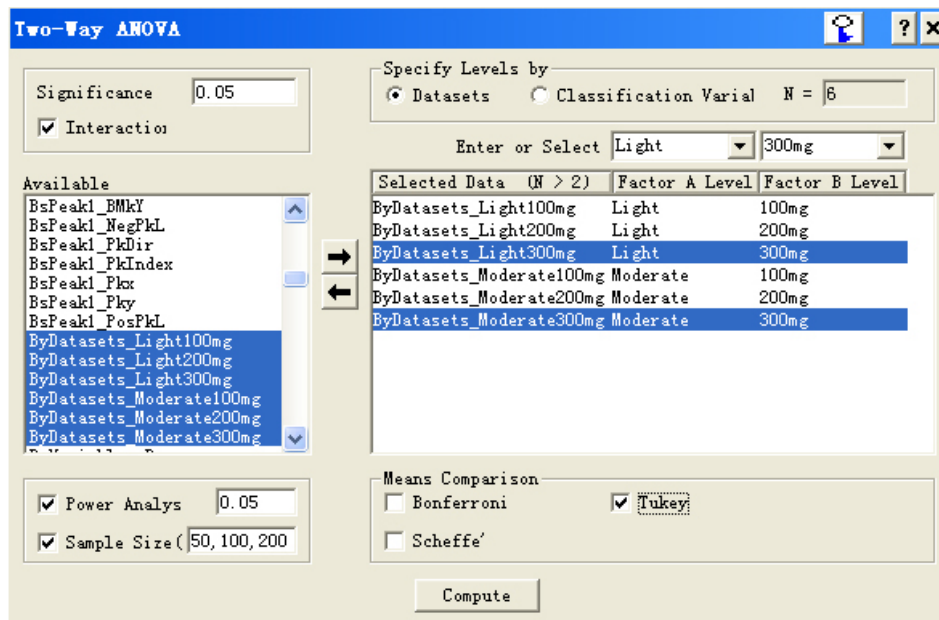 Two-Way ANOVA
?
Significance 0.05
Interaction
Specify Levels by
Datasets Classification Varial N = 6
Enter or Select Light 300mg
Available
BsPeak1_BMkY
BsPeak1_NegPkL
BsPeak1_PkDir
BsPeak1_PkIndex
BsPeak1_Pkx
BsPeak1_Pky
BsPeak1_PosPkL
ByDatasets_Light100mg
ByDatasets_Light200mg
ByDatasets_Light300mg
ByDatasets_Moderate100mg
ByDatasets_Moderate200mg
ByDatasets_Moderate300mg
Selected Data (N > 2) Factor A Level Factor B Level
ByDatasets_Light100mg Light 100mg
ByDatasets_Light200mg Light 200mg
ByDatasets_Light300mg Light 300mg
ByDatasets_Moderate100mg Moderate 100mg
ByDatasets_Moderate200mg Moderate 200mg
ByDatasets_Moderate300mg Moderate 300mg
Power Analys 0.05
Sample Size( 50,100,200
Means Comparison
Bonferroni Tukey
Scheffe'
Compute